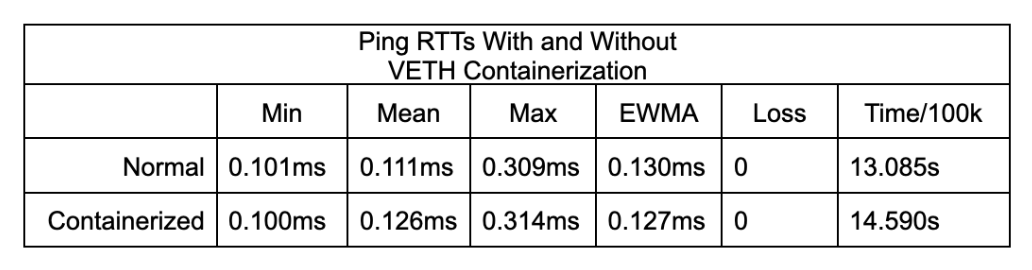 Ping RTTs With and Without
VETH Containerization
Min Mean Max EWMA Loss Time/100k
Normal 0.101ms 0.111ms 0.309ms 0.130ms 0 13.085s
Containerized 0.100ms 0.126ms 0.314ms 0.127ms 0 14.590s